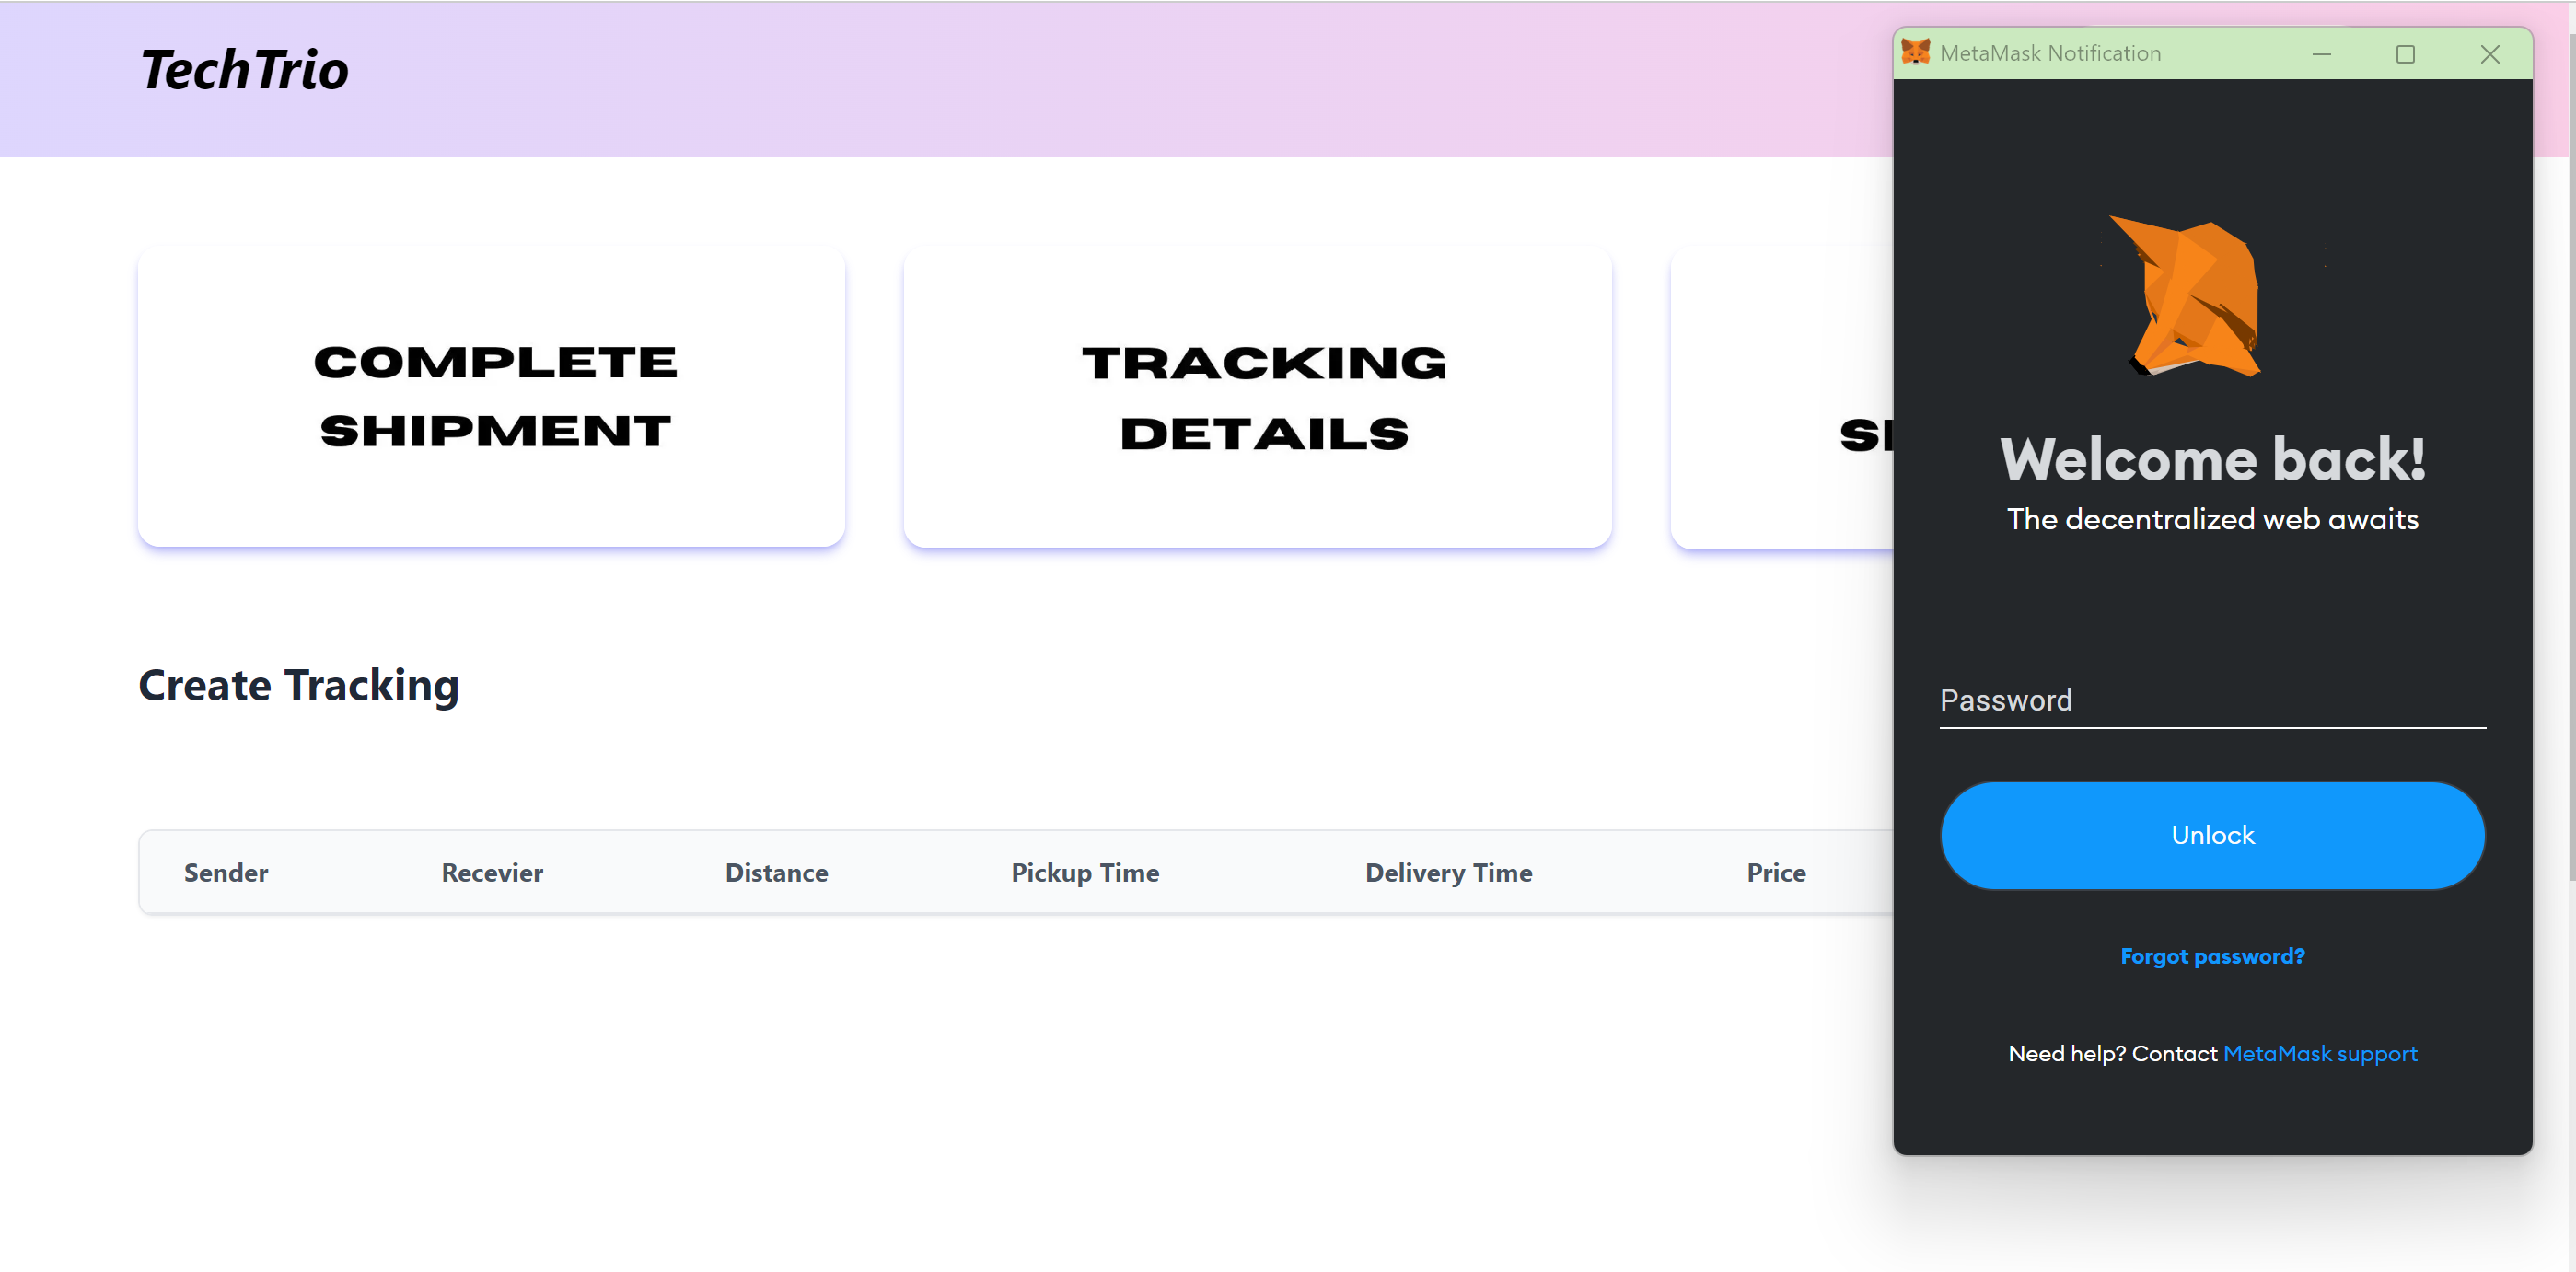 TechTrio
COMPLETE
SHIPMENT
TRACKING
DETAILS
Create Tracking
Sender Recevier Distance Pickup Time Delivery Time Price
MetaMask Notification
Welcome back!
The decentralized web awaits
Password
Unlock
Forgot password?
Need help? Contact MetaMask support